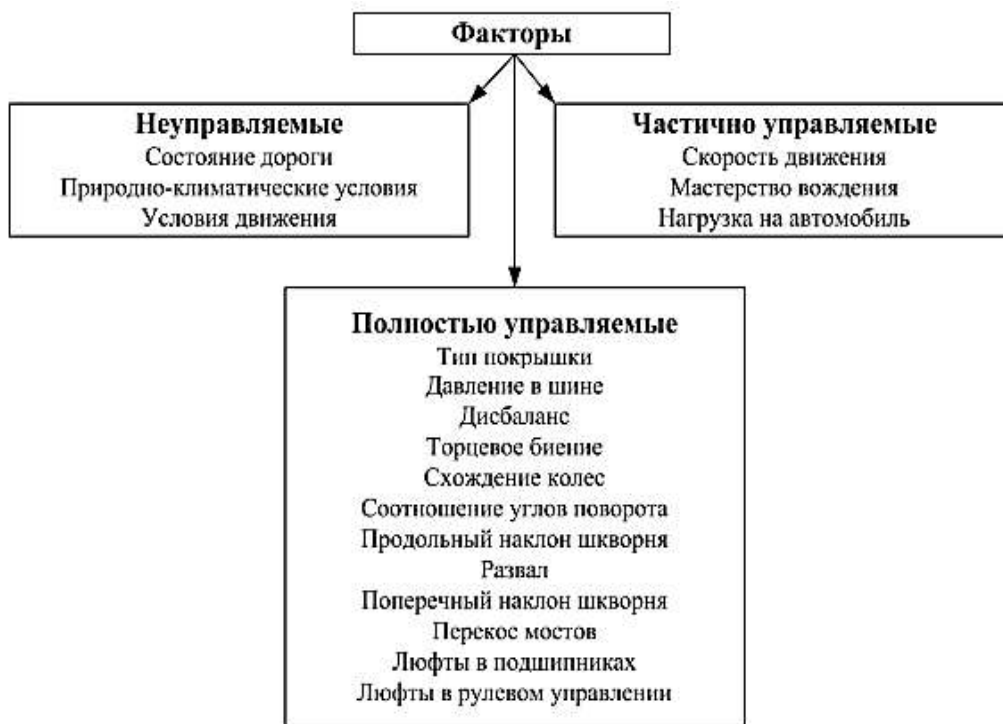 Факторы
Неуправляемые
Состояние дороги
Природно-климатические условия
Условия движения
Частично управляемые
Скорость движения
Мастерство вождения
Нагрузка на автомобиль
Полностью управляемые
Тип покрышки
Давление в шине
Дисбаланс
Торцевое биение
Схождение колес
Соотношение углов поворота
Продольный наклон шкворня
Развал
Поперечный наклон шкворня
Перекос мостов
Люфты в подшипниках
Люфты в рулевом управлении